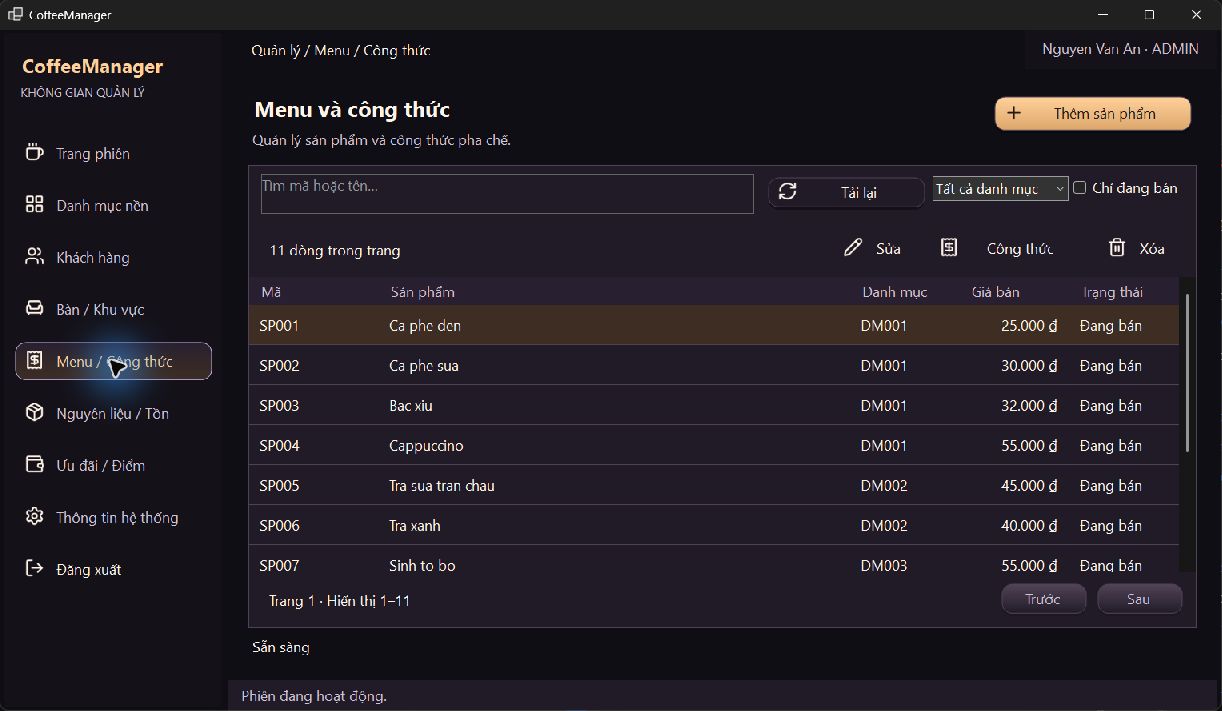 CoffeeManager
CoffeeManager
KHÔNG GIAN QUẢN LÝ
Trang phiên
Danh mục nền
Khách hàng
Bàn / Khu vực
Menu / Công thức
Nguyên liệu / Tồn
Ưu đãi / Điểm
Thông tin hệ thống
Đăng xuất
Quản lý / Menu / Công thức
Nguyen Van An · ADMIN
Menu và công thức
Quản lý sản phẩm và công thức pha chế.
Thêm sản phẩm
Tìm mã hoặc tên...
Tải lại
Tất cả danh mục
Chỉ đang bán
11 dòng trong trang
Sửa
Công thức
Xóa
Mã Sản phẩm Danh mục Giá bán Trạng thái
SP001 Ca phe den DM001 25.000 ₫ Đang bán
SP002 Ca phe sua DM001 30.000 ₫ Đang bán
SP003 Bac xiu DM001 32.000 ₫ Đang bán
SP004 Cappuccino DM001 55.000 ₫ Đang bán
SP005 Tra sua tran chau DM002 45.000 ₫ Đang bán
SP006 Tra xanh DM002 40.000 ₫ Đang bán
SP007 Sinh to bo DM003 55.000 ₫ Đang bán
Trang 1 · Hiển thị 1–11
Trước
Sau
Sẵn sàng
Phiên đang hoạt động.